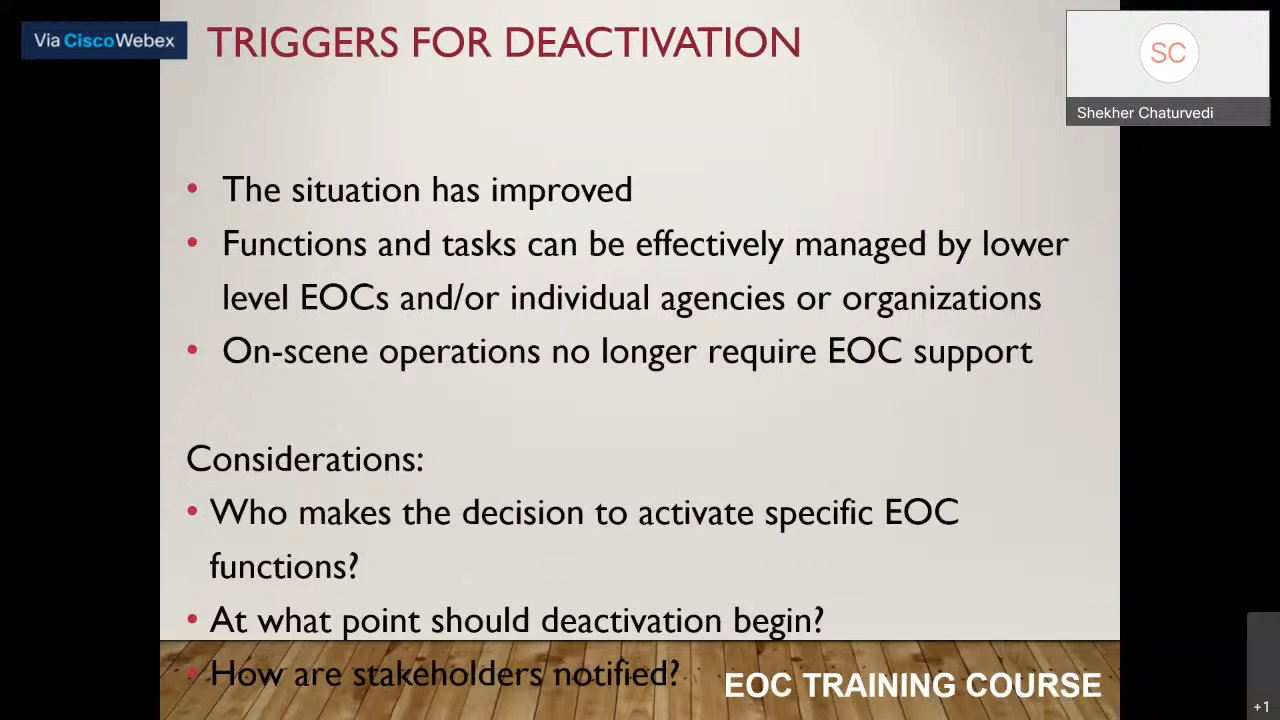 Via CiscoWebex
TRIGGERS FOR DEACTIVATION
SC
Shekher Chaturvedi
• The situation has improved
• Functions and tasks can be effectively managed by lower
level EOCs and/or individual agencies or organizations
• On-scene operations no longer require EOC support
Considerations:
• Who makes the decision to activate specific EOC
functions?
• At what point should deactivation begin?
• How are stakeholders notified?
EOC TRAINING COURSE
+1